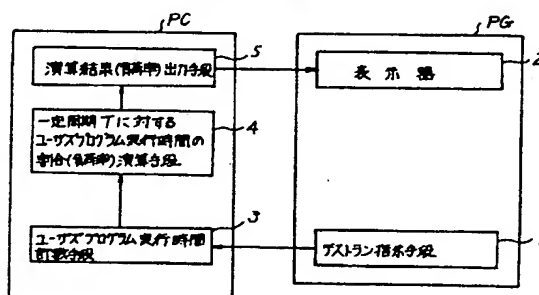 PC
PG
演算結果(負荷率)出力手段
5
表示器
2
一定周期Tに対する
ユーザズプログラム実行時間の
割合(負荷率)演算手段
4
ユーザズプログラム実行時間
計数手段
3
テストラン指示手段